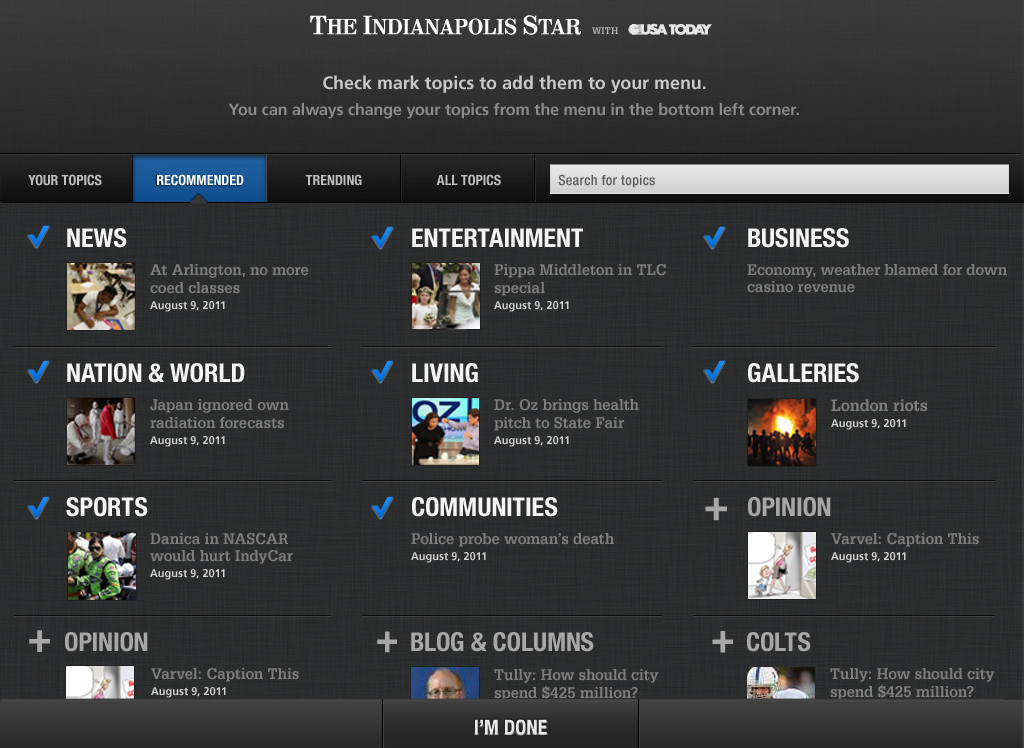 THE INDIANAPOLIS STAR WITH USA TODAY
Check mark topics to add them to your menu.
You can always change your topics from the menu in the bottom left corner.
YOUR TOPICS
RECOMMENDED
TRENDING
ALL TOPICS
Search for topics
NEWS
At Arlington, no more
coed classes
August 9, 2011
ENTERTAINMENT
Pippa Middleton in TLC
special
August 9, 2011
BUSINESS
Economy, weather blamed for down
casino revenue
NATION & WORLD
Japan ignored own
radiation forecasts
August 9, 2011
LIVING
OZ
Dr. Oz brings health
pitch to State Fair
August 9, 2011
GALLERIES
London riots
August 9, 2011
SPORTS
Danica in NASCAR
would hurt IndyCar
August 9, 2011
COMMUNITIES
Police probe woman's death
August 9, 2011
OPINION
Varvel: Caption This
August 9, 2011
OPINION
Varvel: Caption This
August 9, 2011
BLOG & COLUMNS
Tully: How should city
spend $425 million?
COLTS
Tully: How should city
spend $425 million?
I'M DONE